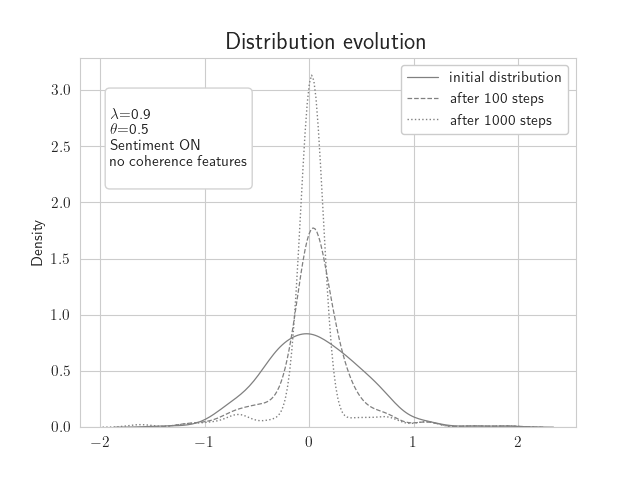 Distribution evolution
λ=0.9
θ=0.5
Sentiment ON
no coherence features
initial distribution
after 100 steps
after 1000 steps
Density
3.0
2.5
2.0
1.5
1.0
0.5
0.0
−2
−1
0
1
2